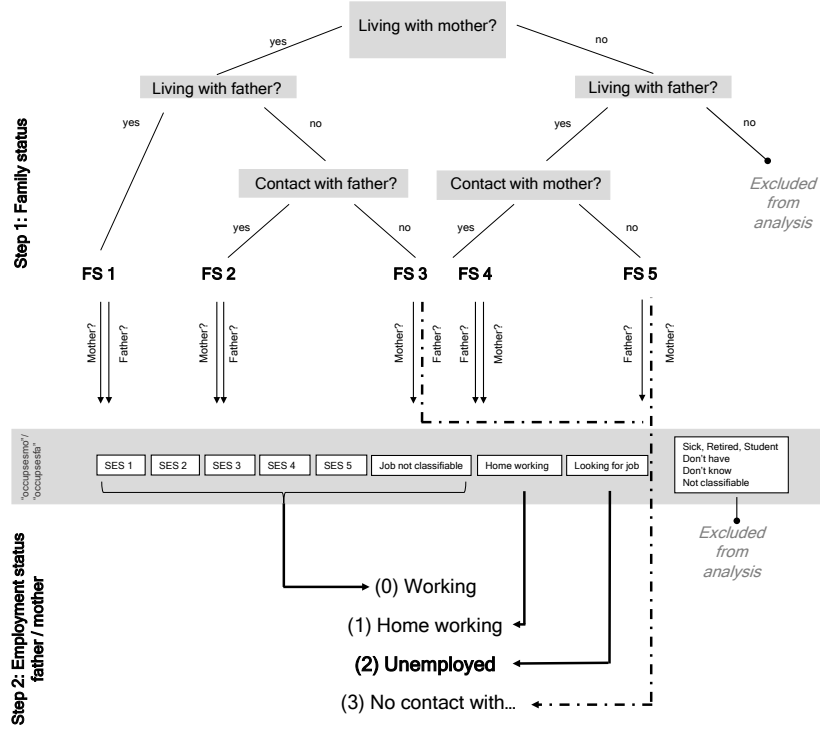 Living with mother?
yes
no
Living with father?
Living with father?
yes
no
yes
no
Contact with father?
Contact with mother?
Excluded
from
analysis
yes
no
yes
no
Step 1: Family status
FS 1
FS 2
FS 3
FS 4
FS 5
Mother?
Father?
Mother?
Father?
Mother?
Father?
Father?
Mother?
Father?
Mother?
"occupsesmo"/
"occupsesfa"
SES 1
SES 2
SES 3
SES 4
SES 5
Job not classifiable
Home working
Looking for job
Sick, Retired, Student
Don't have
Don't know
Not classifiable
Excluded
from
analysis
Step 2: Employment status
father / mother
(0) Working
(1) Home working
(2) Unemployed
(3) No contact with...